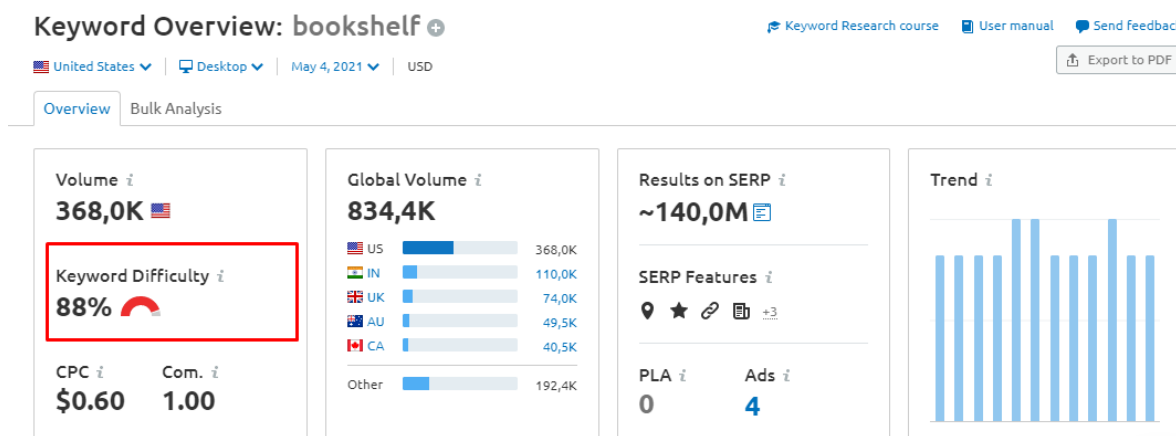 Keyword Overview: bookshelf
Keyword Research course
User manual
Send feedbac
United States
Desktop
May 4, 2021
USD
Export to PDF
Overview
Bulk Analysis
Volume i
368,0K
Keyword Difficulty i
88%
CPC i
Com. i
$0.60
1.00
Global Volume i
834,4K
US 368,0K
IN 110,0K
UK 74,0K
AU 49,5K
CA 40,5K
Other 192,4K
Results on SERP i
~140,0M
SERP Features i
+3
PLA i
Ads i
0
4
Trend i